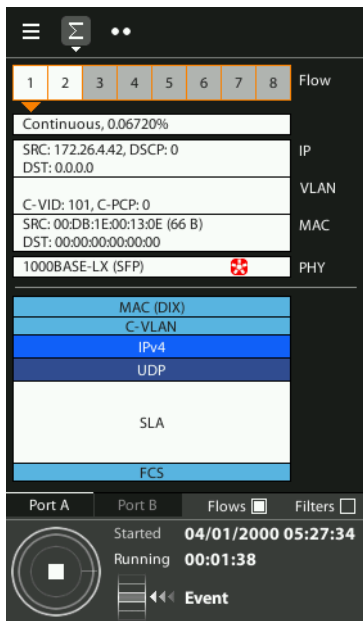 Σ
1 2 3 4 5 6 7 8 Flow
Continuous, 0.06720%
SRC: 172.26.4.42, DSCP: 0 IP
DST: 0.0.0.0
VLAN
C-VID: 101, C-PCP: 0
SRC: 00:DB:1E:00:13:0E (66 B) MAC
DST: 00:00:00:00:00:00
1000BASE-LX (SFP) PHY
MAC (DIX)
C-VLAN
IPv4
UDP
SLA
FCS
Port A Port B Flows Filters
Started 04/01/2000 05:27:34
Running 00:01:38
Event